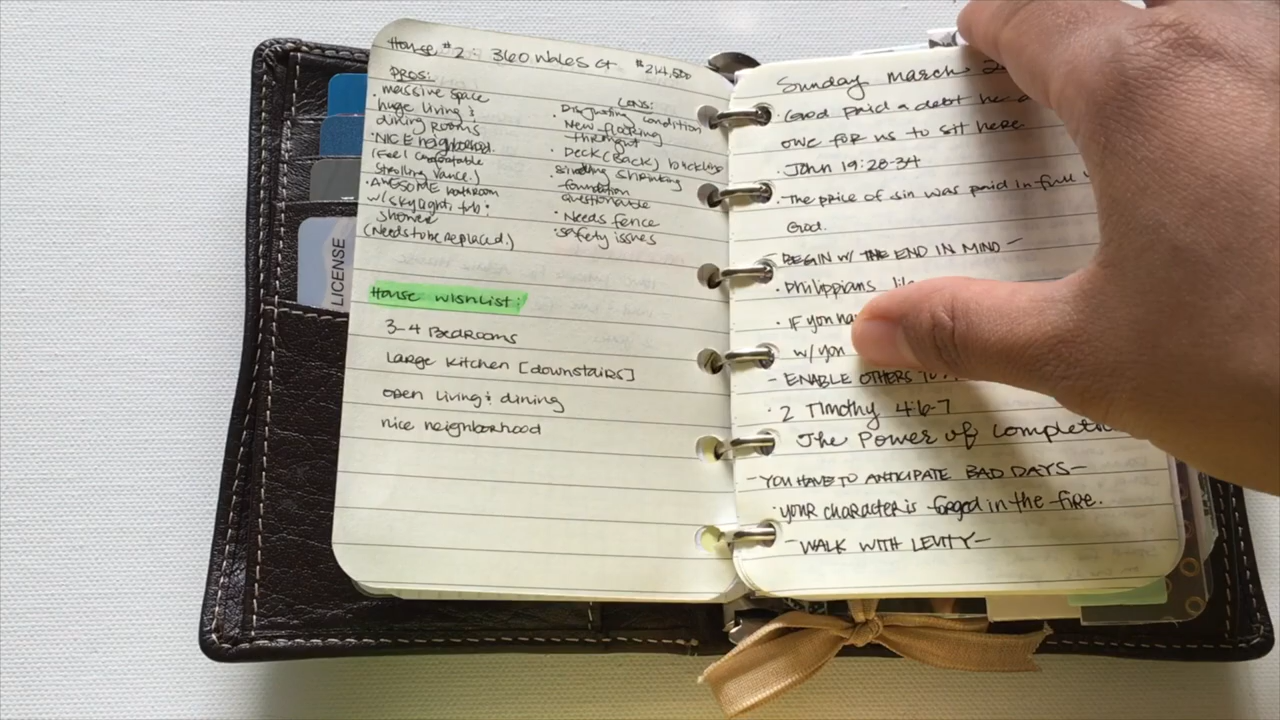 House #2: 360 Wales Ct. $214,500
PROS:
• massive space
huge living &
dining rooms
• NICE neighborhood.
(Feel comfortable
strolling Vance.)
• AWESOME bathroom
w/ skylight, tub &
shower
(Needs to be replaced.)
CONS:
• Disgusting condition
New flooring
throughout
• DECK (BACK) buckling
shrinking
foundation
questionable
• Needs fence
• safety issues
House wishlist:
3-4 Bedrooms
Large Kitchen [downstairs]
open living & dining
nice neighborhood
LICENSE
Sunday March
• God paid a debt he
owe for us to sit here
• John 19:28-34
• The price of sin was paid in full
God.
BEGIN W/ THE END IN MIND —
• Philippians
• IF you
w/ you
- ENABLE OTHERS TO
• 2 Timothy 4:6-7
The Power of
- YOU HAVE TO ANTICIPATE BAD DAYS -
• your character is forged in the fire.
- WALK WITH LEVITY -